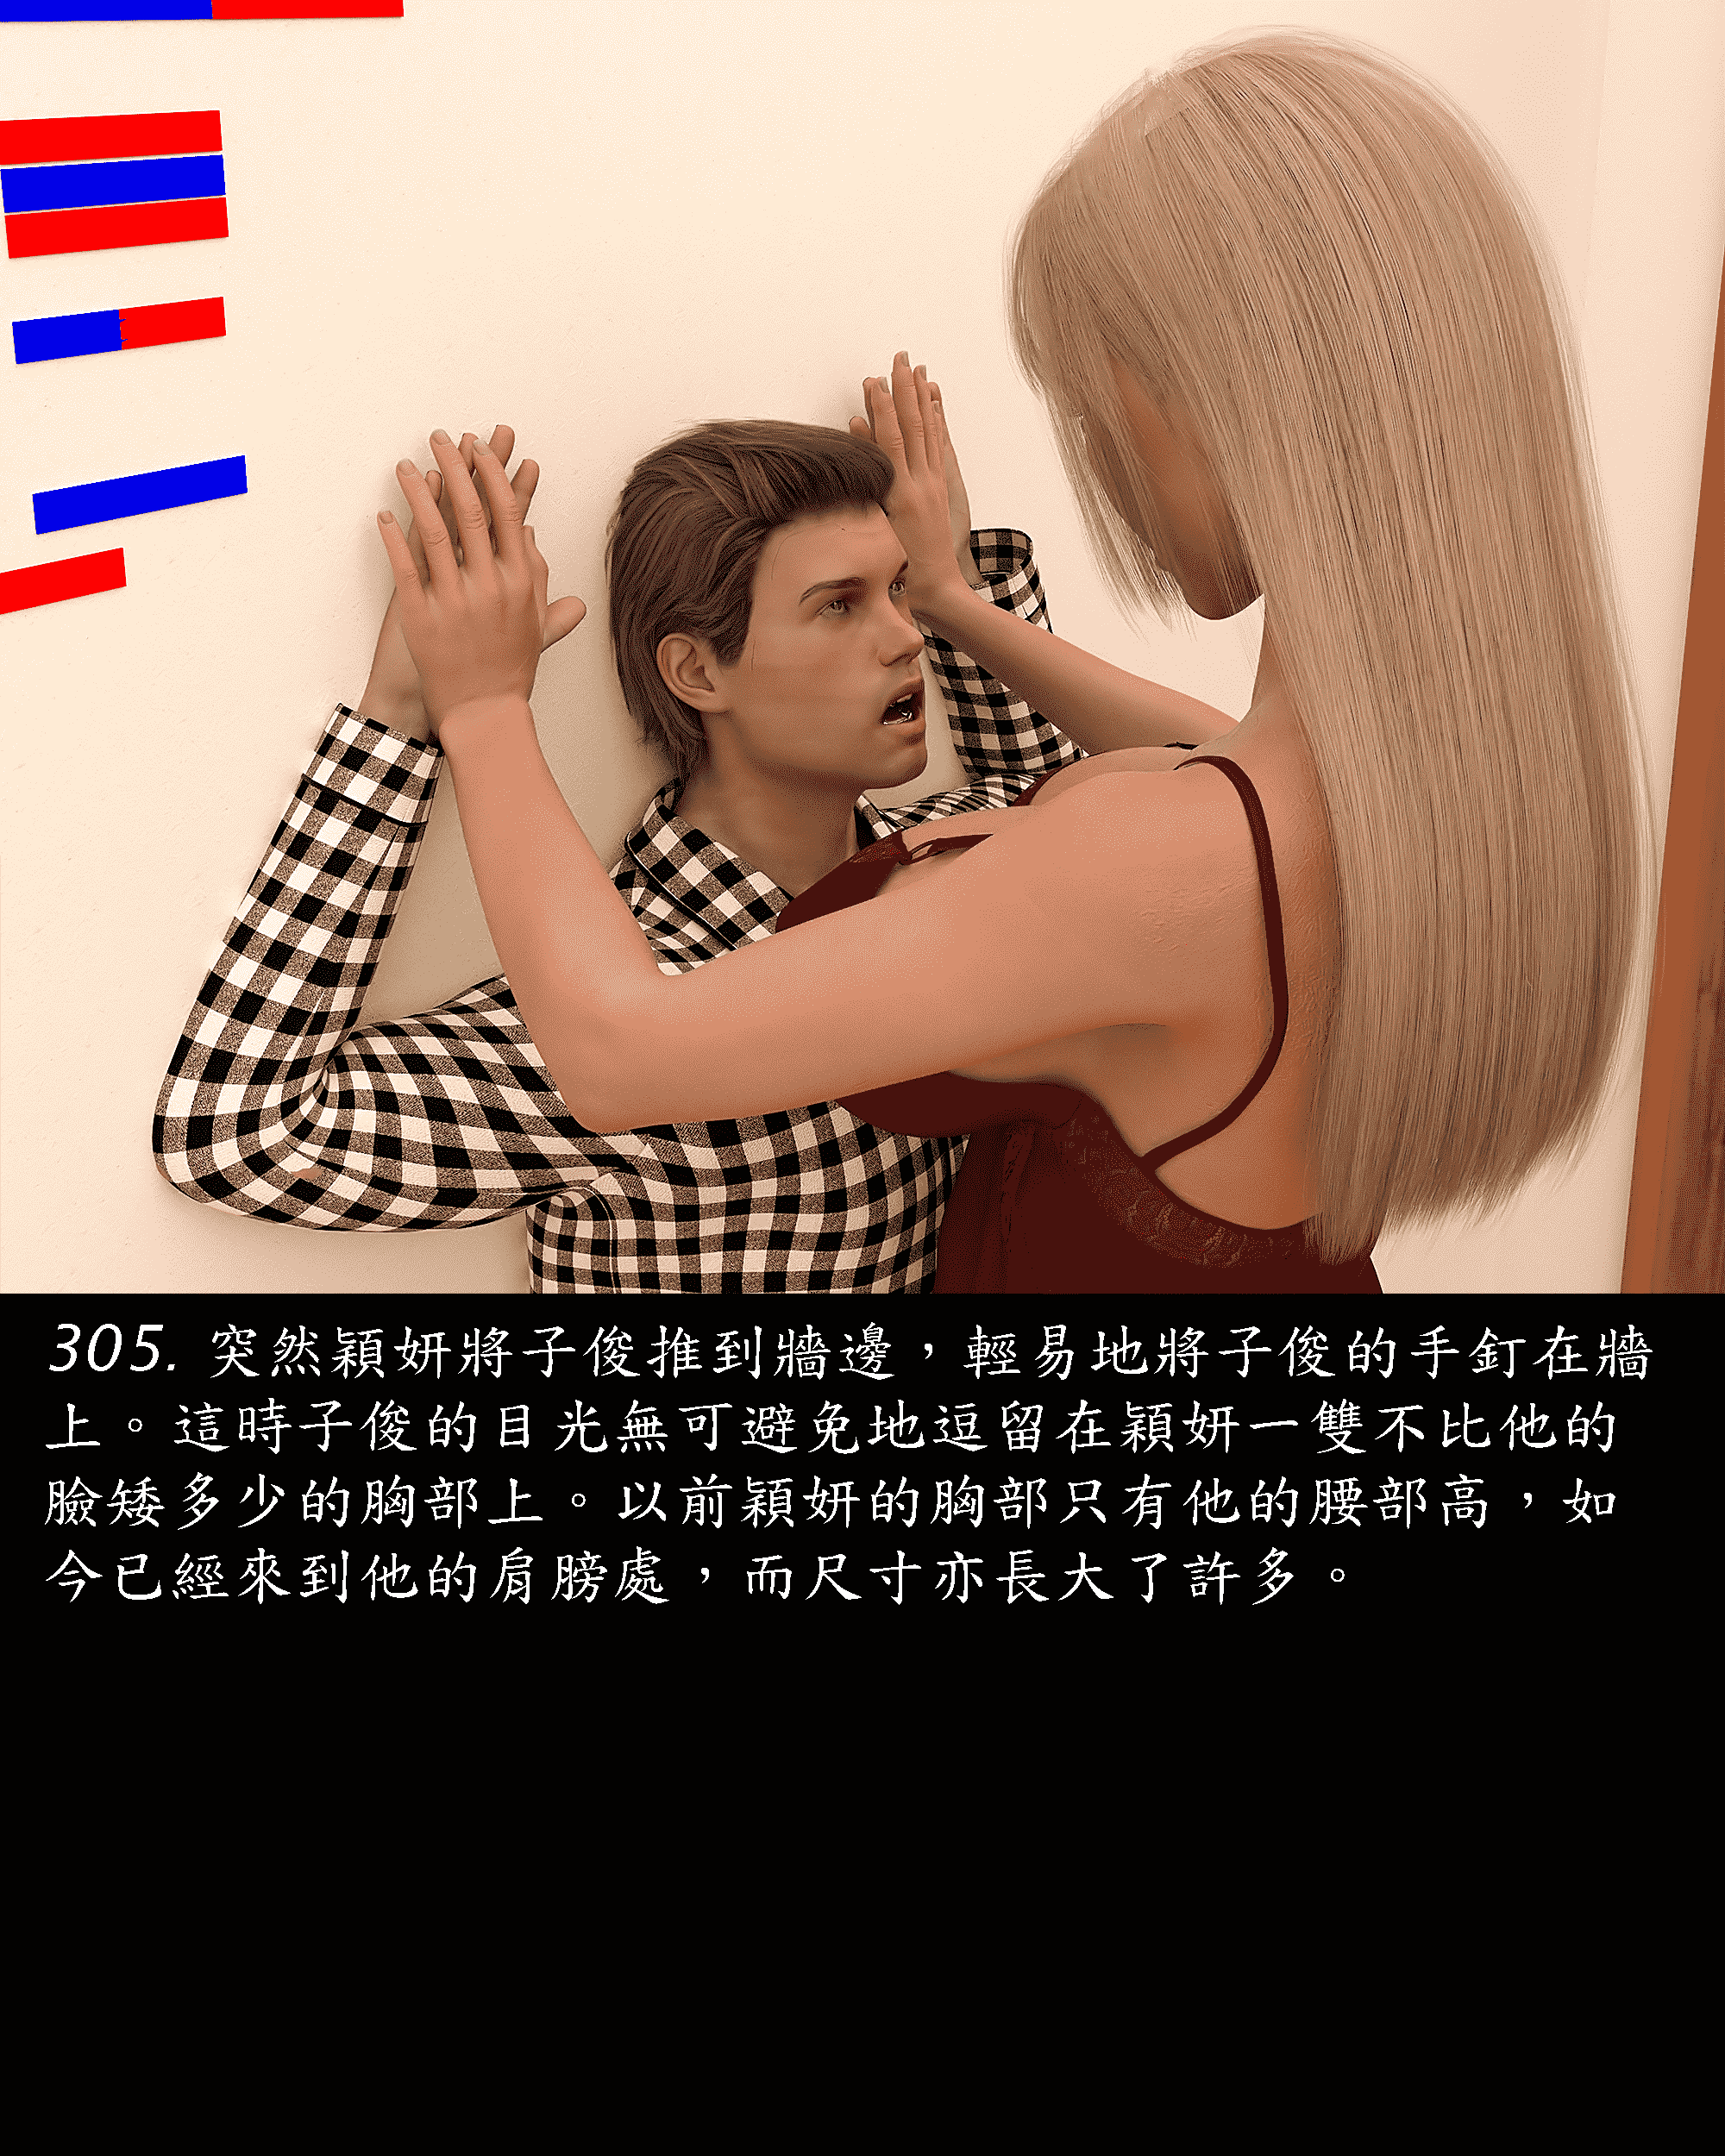 305. 突然穎妍將子俊推到牆邊，輕易地將子俊的手釘在牆
上。這時子俊的目光無可避免地逗留在穎妍一雙不比他的
臉矮多少的胸部上。以前穎妍的胸部只有他的腰部高，如
今已經來到他的肩膀處，而尺寸亦長大了許多。